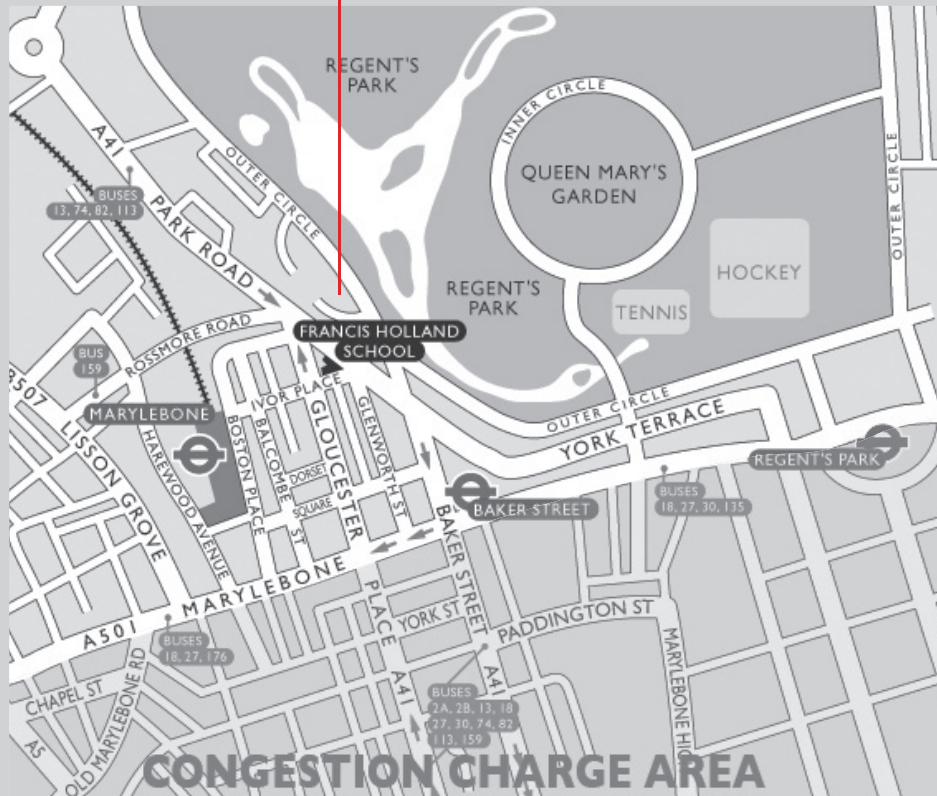 REGENT'S
PARK
INNER CIRCLE
QUEEN MARY'S
GARDEN
OUTER CIRCLE
OUTER CIRCLE
A41
BUSES
13, 74, 82, 113
PARK ROAD
REGENT'S
PARK
HOCKEY
TENNIS
FRANCIS HOLLAND
SCHOOL
ROSSMORE ROAD
BUS
159
B507
MARYLEBONE
IVOR PLACE
OUTER CIRCLE
YORK TERRACE
REGENT'S PARK
LISSON GROVE
HAREWOOD AVENUE
BOSTON PLACE
BALCOMBE ST
DORSET
SQUARE
GLOUCESTER
PLACE
GLENWORTH ST
BAKER STREET
BUSES
18, 27, 30, 135
BAKER STREET
MARYLEBONE
A501
BUSES
18, 27, 176
YORK ST
PADDINGTON ST
MARYLEBONE HIG
CHAPEL ST
OLD MARYLEBONE RD
A5
A41
A41
BUSES
2A, 2B, 13, 18
27, 30, 74, 82
113, 159
CONGESTION CHARGE AREA